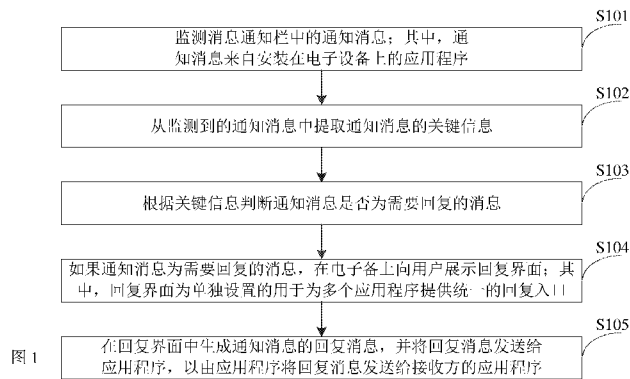 S101
监测消息通知栏中的通知消息；其中，通
知消息来自安装在电子设备上的应用程序
S102
从监测到的通知消息中提取通知消息的关键信息
S103
根据关键信息判断通知消息是否为需要回复的消息
S104
如果通知消息为需要回复的消息，在电子备上向用户展示回复界面；其
中，回复界面为单独设置的用于为多个应用程序提供统一的回复入口
S105
在回复界面中生成通知消息的回复消息，并将回复消息发送给
应用程序，以由应用程序将回复消息发送给接收方的应用程序
图1